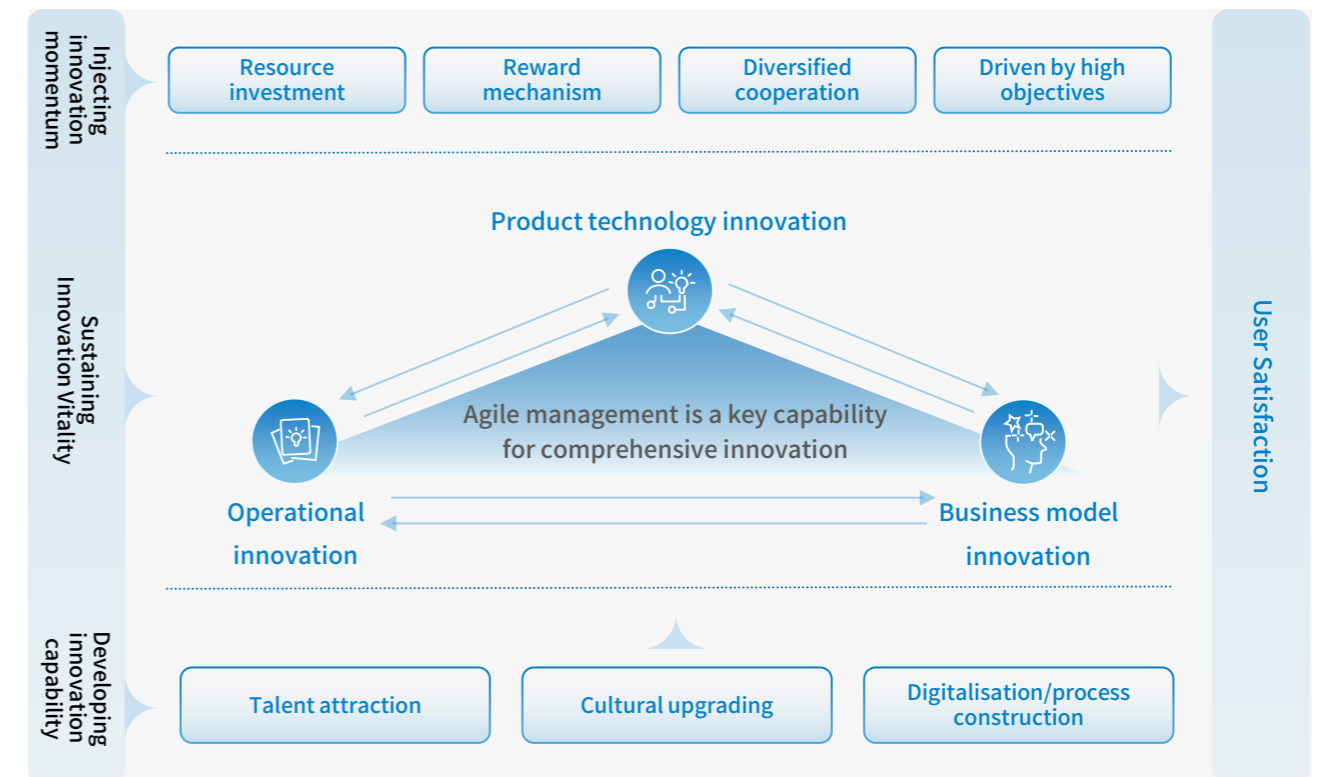 Injecting
innovation
momentum
Resource
investment
Reward
mechanism
Diversified
cooperation
Driven by high
objectives
Sustaining
Innovation Vitality
Product technology innovation
Agile management is a key capability
for comprehensive innovation
Operational
innovation
Business model
innovation
User Satisfaction
Developing
innovation
capability
Talent attraction
Cultural upgrading
Digitalisation/process
construction